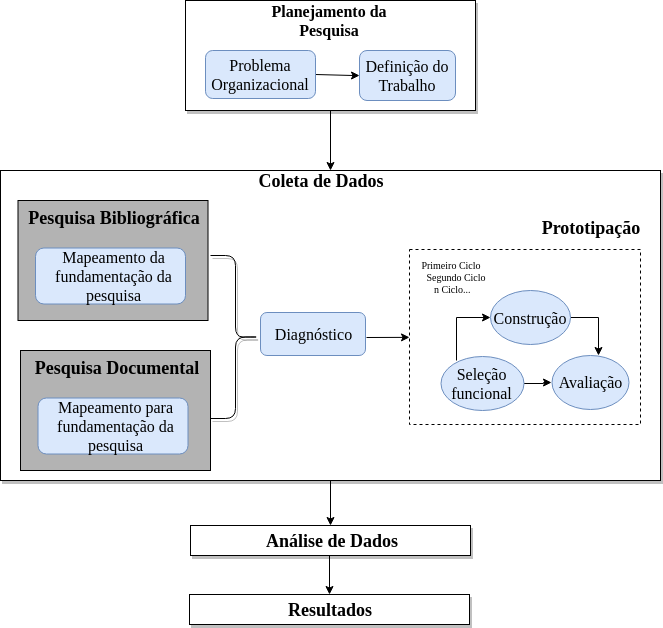 Planejamento da
Pesquisa
Problema
Organizacional
Definição do
Trabalho
Coleta de Dados
Pesquisa Bibliográfica
Mapeamento da
fundamentação da
pesquisa
Pesquisa Documental
Mapeamento para
fundamentação da
pesquisa
Diagnóstico
Prototipação
Primeiro Ciclo
Segundo Ciclo
n Ciclo...
Construção
Seleção
funcional
Avaliação
Análise de Dados
Resultados